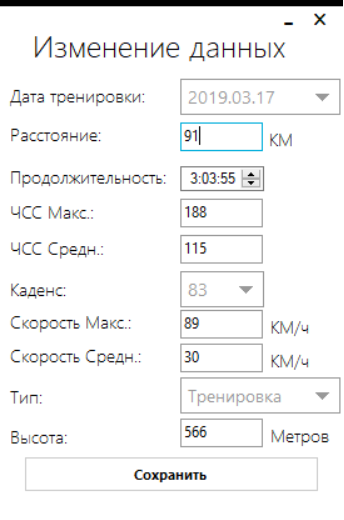 Изменение данных
Дата тренировки: 2019.03.17
Расстояние: 91 КМ
Продолжительность: 3:03:55
ЧСС Макс.: 188
ЧСС Средн.: 115
Каденс: 83
Скорость Макс.: 89 КМ/ч
Скорость Средн.: 30 КМ/ч
Тип: Тренировка
Высота: 566 Метров
Сохранить